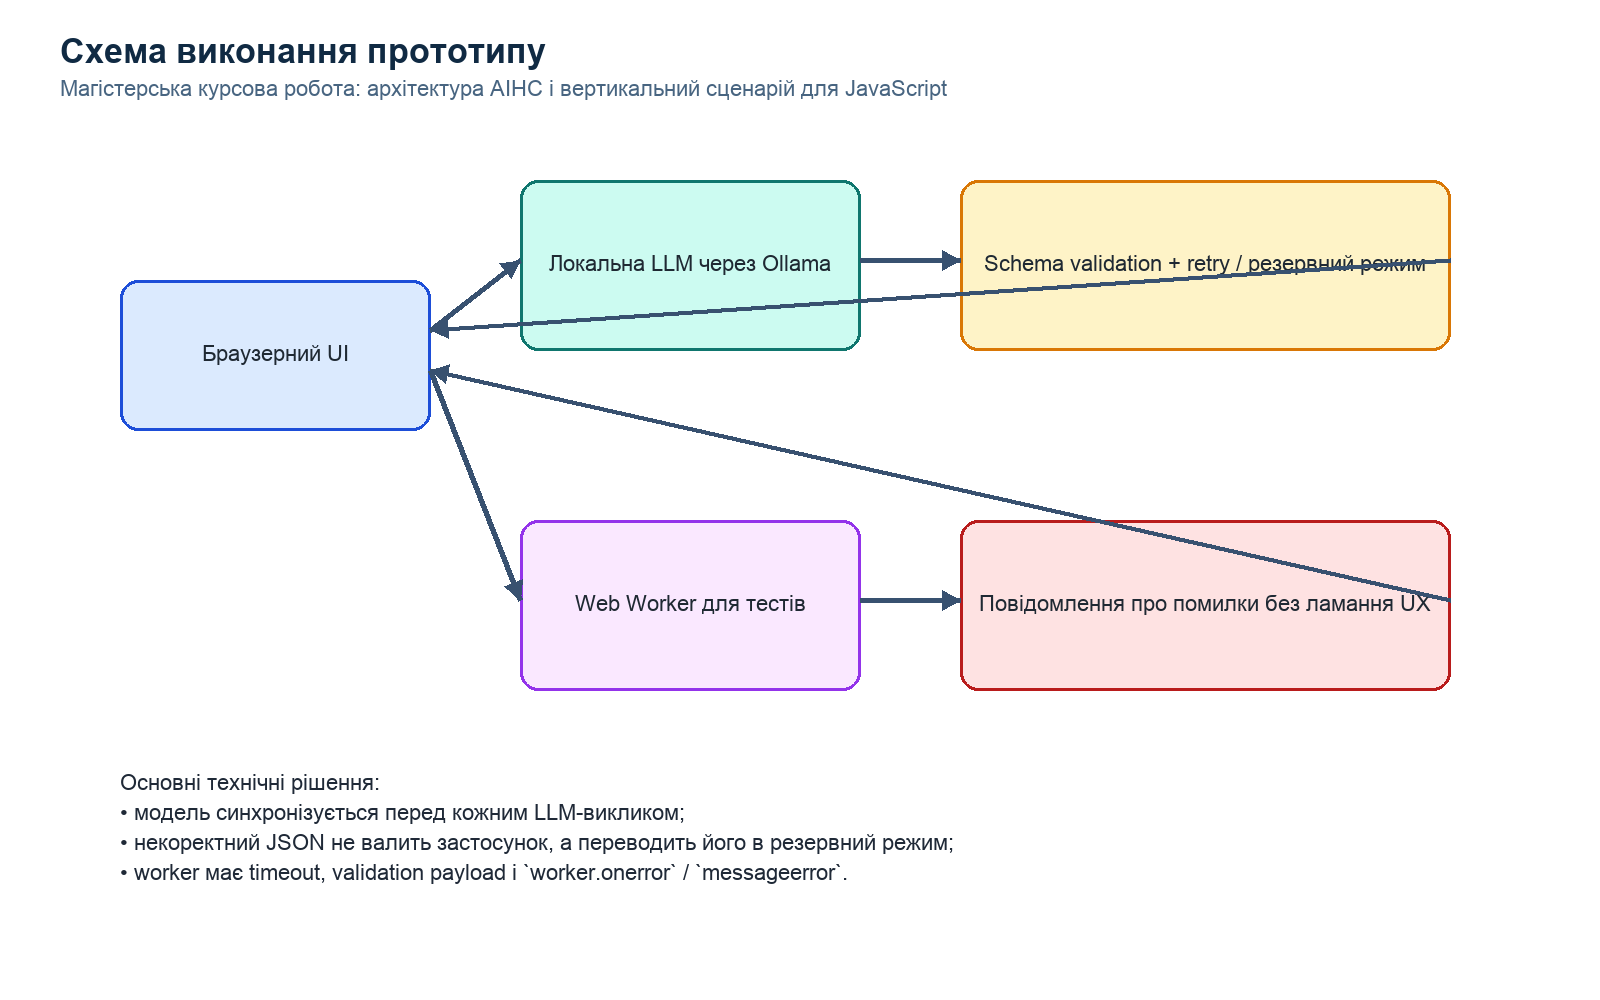 Схема виконання прототипу
Магістерська курсова робота: архітектура АІНС і вертикальний сценарій для JavaScript
Локальна LLM через Ollama
Schema validation + retry / резервний режим
Браузерний UI
Web Worker для тестів
Повідомлення про помилки без ламання UX
Основні технічні рішення:
• модель синхронізується перед кожним LLM-викликом;
• некоректний JSON не валить застосунок, а переводить його в резервний режим;
• worker має timeout, validation payload і `worker.onerror` / `messageerror`.